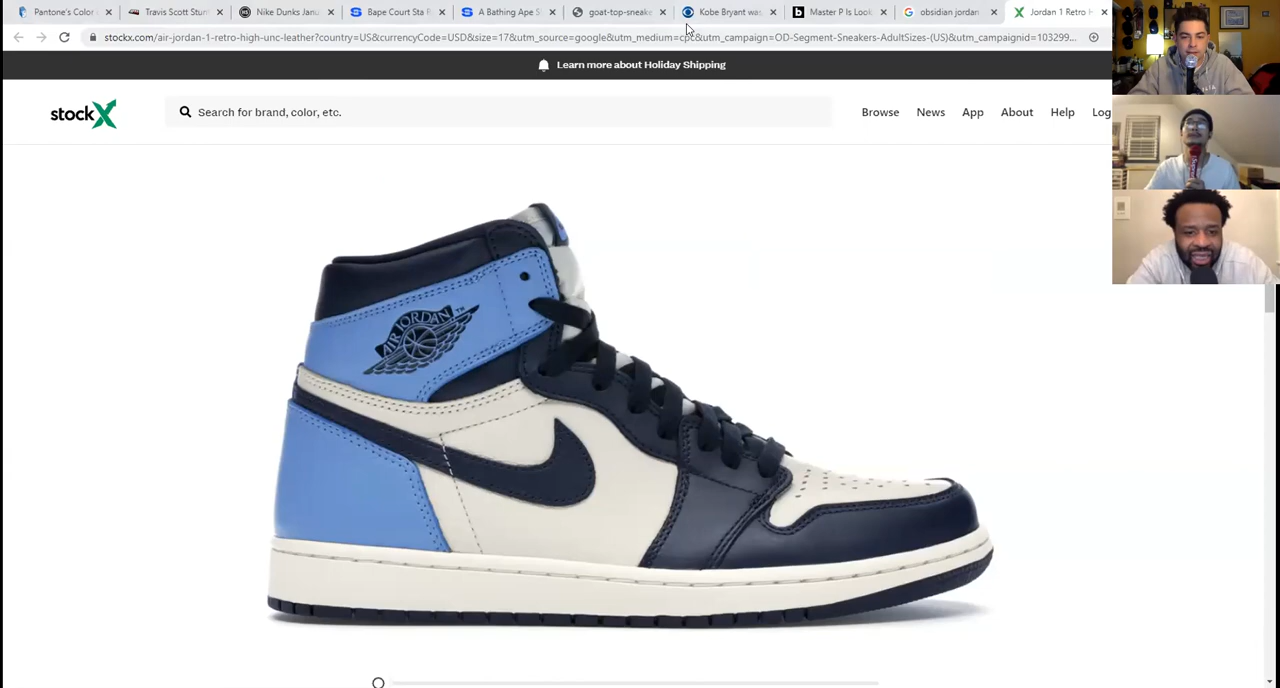 Pantone's Color
Travis Scott Stun
Nike Dunks Janu
Bape Court Sta R
A Bathing Ape S
goat-top-sneake
Kobe Bryant was
Master P Is Look
obsidian jordan
Jordan 1 Retro H
stockx.com/air-jordan-1-retro-high-unc-leather?country=US&currencyCode=USD&size=17&utm_source=google&utm_medium=cpc&utm_campaign=OD-Segment-Sneakers-AdultSizes-(US)&utm_campaignid=103299...
Learn more about Holiday Shipping
stockX
Search for brand, color, etc.
Browse News App About Help Log
AIR JORDAN
TM